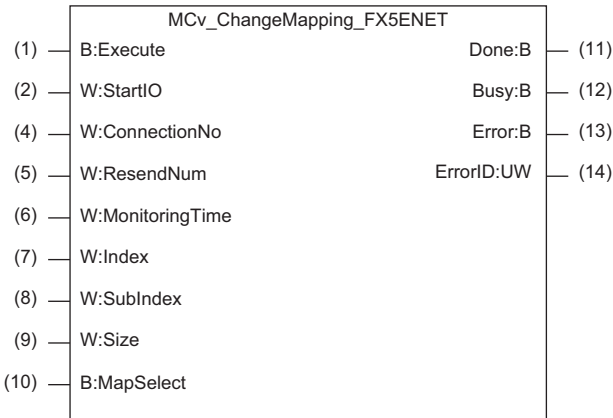 MCv_ChangeMapping_FX5ENET
(1) B:Execute Done:B (11)
(2) W:StartIO Busy:B (12)
(4) W:ConnectionNo Error:B (13)
(5) W:ResendNum ErrorID:UW (14)
(6) W:MonitoringTime
(7) W:Index
(8) W:SubIndex
(9) W:Size
(10) B:MapSelect